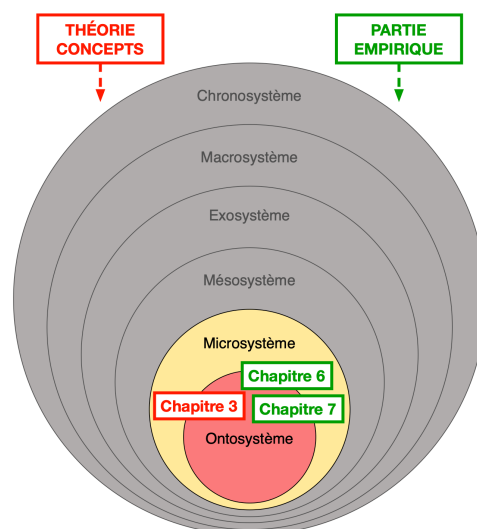 THÉORIE
CONCEPTS
PARTIE
EMPIRIQUE
Chronosystème
Macrosystème
Exosystème
Mésosystème
Microsystème
Chapitre 6
Chapitre 3
Chapitre 7
Ontosystème